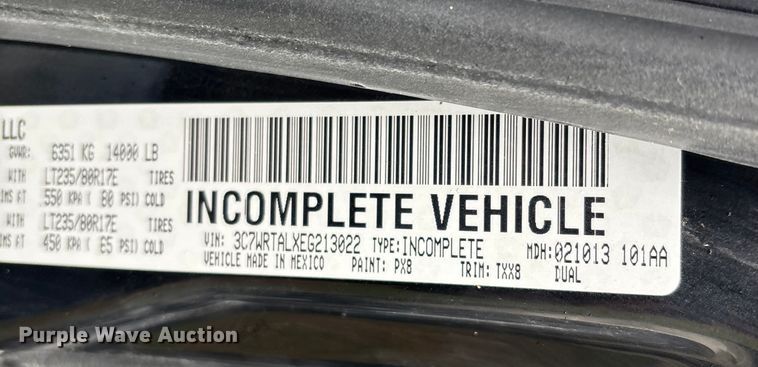 LLC
GVWR: 6351 KG 14000 LB
WITH LT235/80R17E TIRES
RIMS AT 550 KPA ( 80 PSI) COLD
WITH LT235/80R17E TIRES
RIMS AT 450 KPA ( 65 PSI) COLD
INCOMPLETE VEHICLE
VIN: 3C7WRTALXEG213022 TYPE: INCOMPLETE MDH: 021013 101AA
VEHICLE MADE IN MEXICO PAINT: PX8 TRIM: TXX8 DUAL
Purple Wave Auction